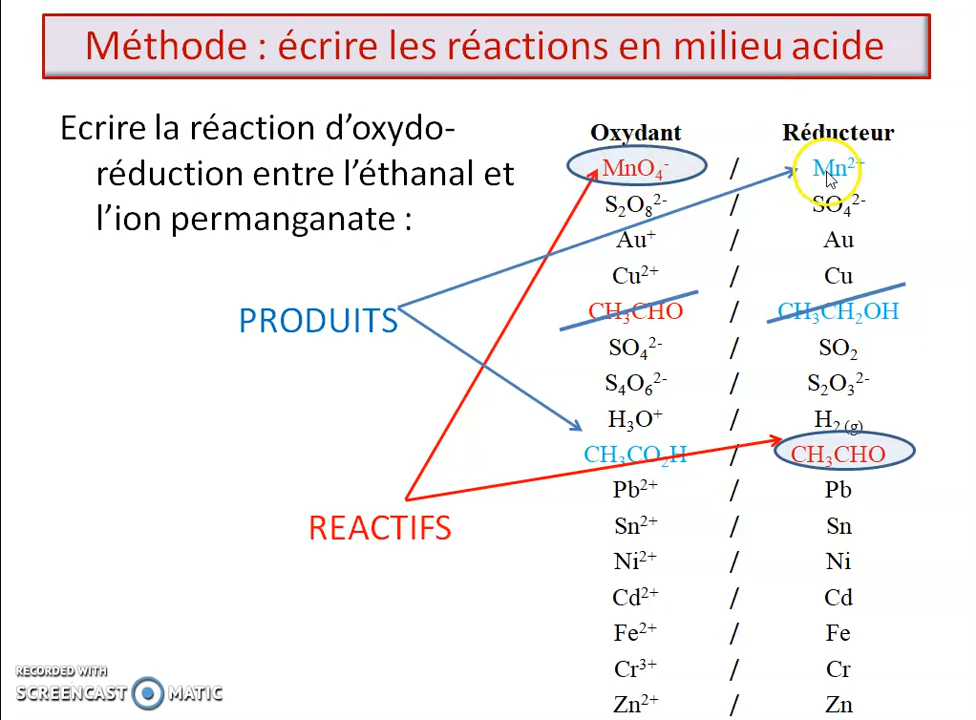 Méthode : écrire les réactions en milieu acide
Ecrire la réaction d’oxydo-
réduction entre l’éthanal et
l’ion permanganate :
PRODUITS
REACTIFS
Oxydant Réducteur
MnO₄⁻ / Mn²⁺
S₂O₈²⁻ / SO₄²⁻
Au⁺ / Au
Cu²⁺ / Cu
CH₃CHO / CH₃CH₂OH
SO₄²⁻ / SO₂
S₄O₆²⁻ / S₂O₃²⁻
H₃O⁺ / H₂ (g)
CH₃CO₂H / CH₃CHO
Pb²⁺ / Pb
Sn²⁺ / Sn
Ni²⁺ / Ni
Cd²⁺ / Cd
Fe²⁺ / Fe
Cr³⁺ / Cr
Zn²⁺ / Zn
RECORDED WITH
SCREENCAST MATIC